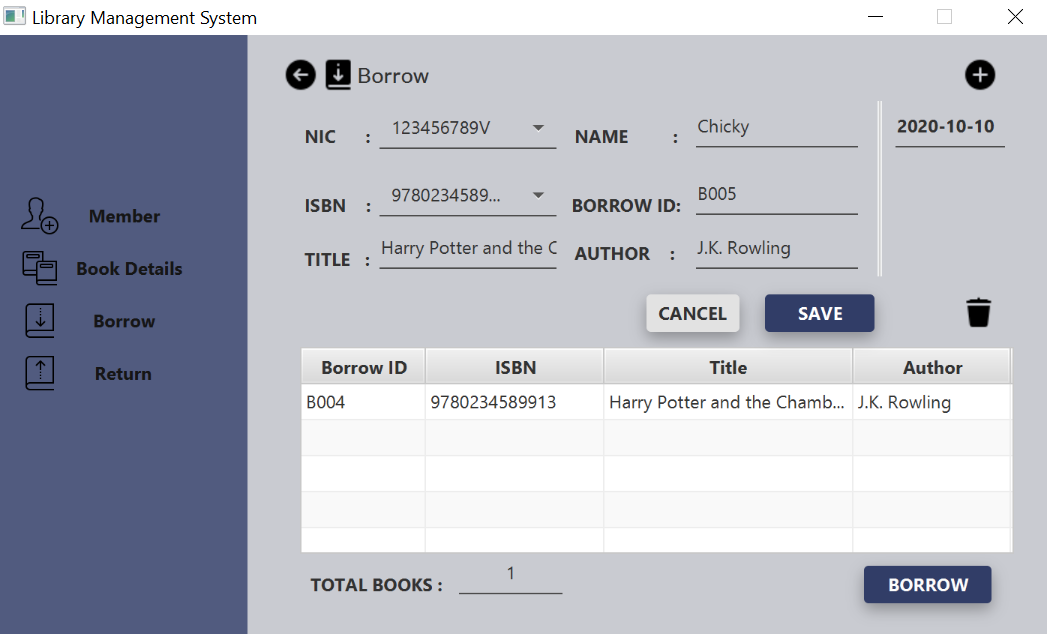 Library Management System
Borrow
NIC : 123456789V NAME : Chicky 2020-10-10
ISBN : 9780234589... BORROW ID: B005
TITLE : Harry Potter and the C AUTHOR : J.K. Rowling
Member
Book Details
Borrow
Return
CANCEL SAVE
Borrow ID ISBN Title Author
B004 9780234589913 Harry Potter and the Chamb... J.K. Rowling
TOTAL BOOKS : 1 BORROW